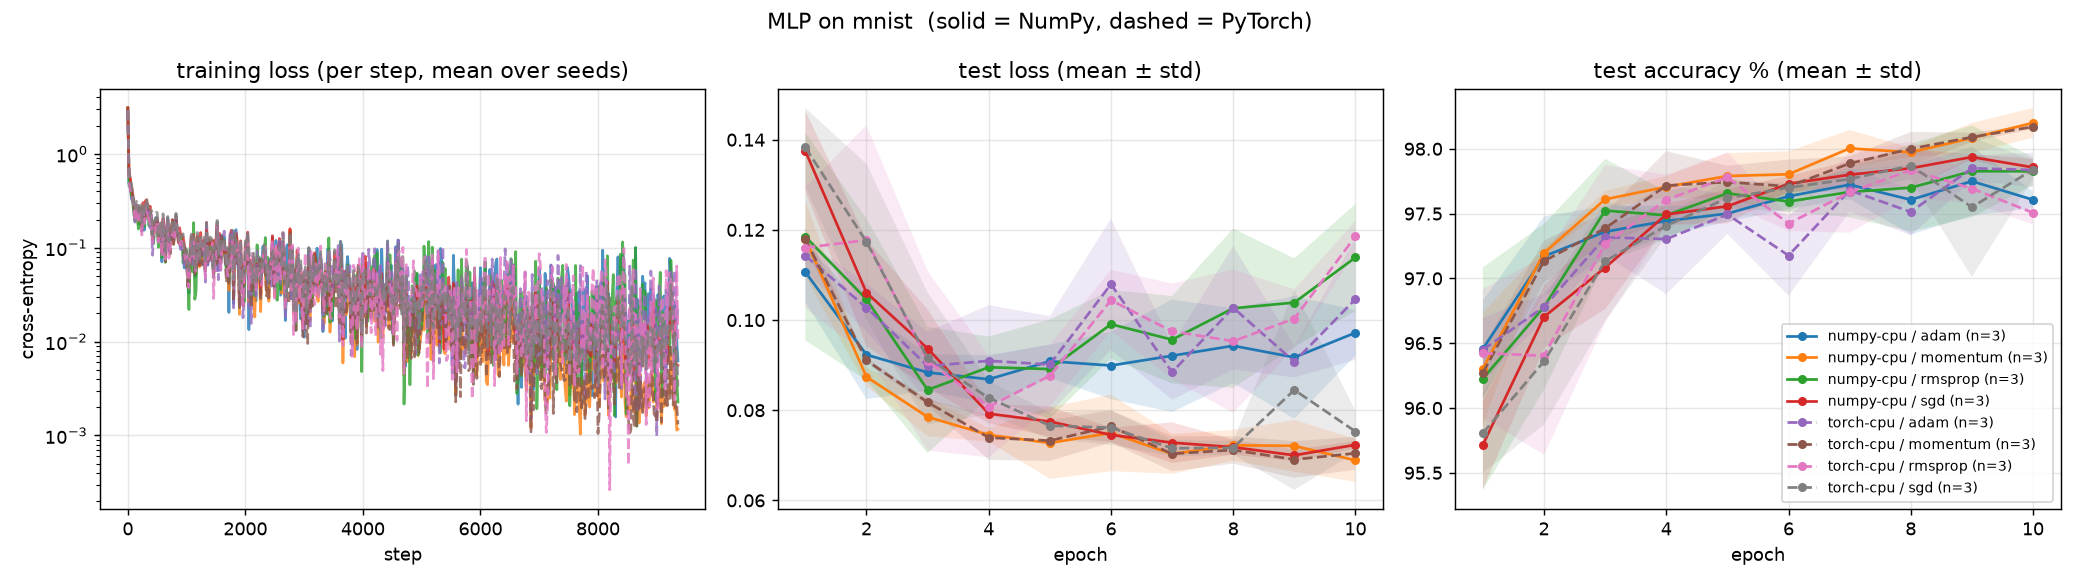 MLP on mnist  (solid = NumPy, dashed = PyTorch)
training loss (per step, mean over seeds)
cross-entropy
10⁰
10⁻¹
10⁻²
10⁻³
0 2000 4000 6000 8000
step
test loss (mean ± std)
0.14
0.12
0.10
0.08
0.06
2 4 6 8 10
epoch
test accuracy % (mean ± std)
98.0
97.5
97.0
96.5
96.0
95.5
numpy-cpu / adam (n=3)
numpy-cpu / momentum (n=3)
numpy-cpu / rmsprop (n=3)
numpy-cpu / sgd (n=3)
torch-cpu / adam (n=3)
torch-cpu / momentum (n=3)
torch-cpu / rmsprop (n=3)
torch-cpu / sgd (n=3)
2 4 6 8 10
epoch